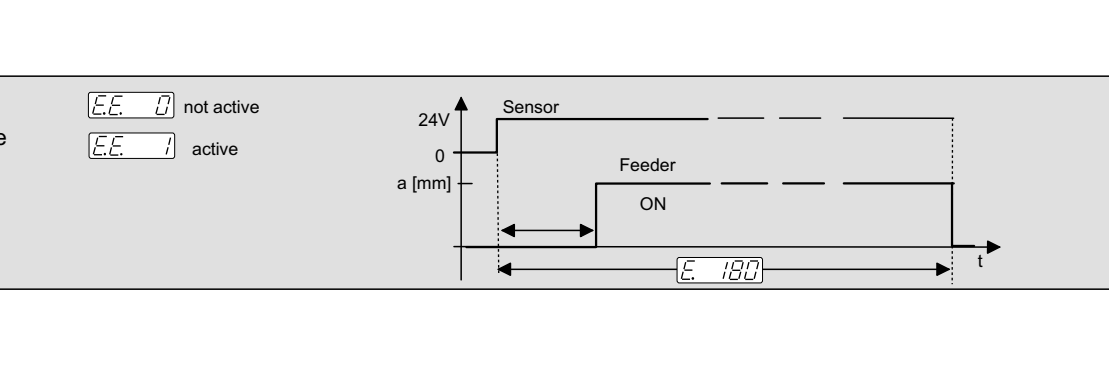 E.E. 0 not active
e
E.E. 1 active
Sensor
24V
0
Feeder
a [mm]
ON
t
E. 180